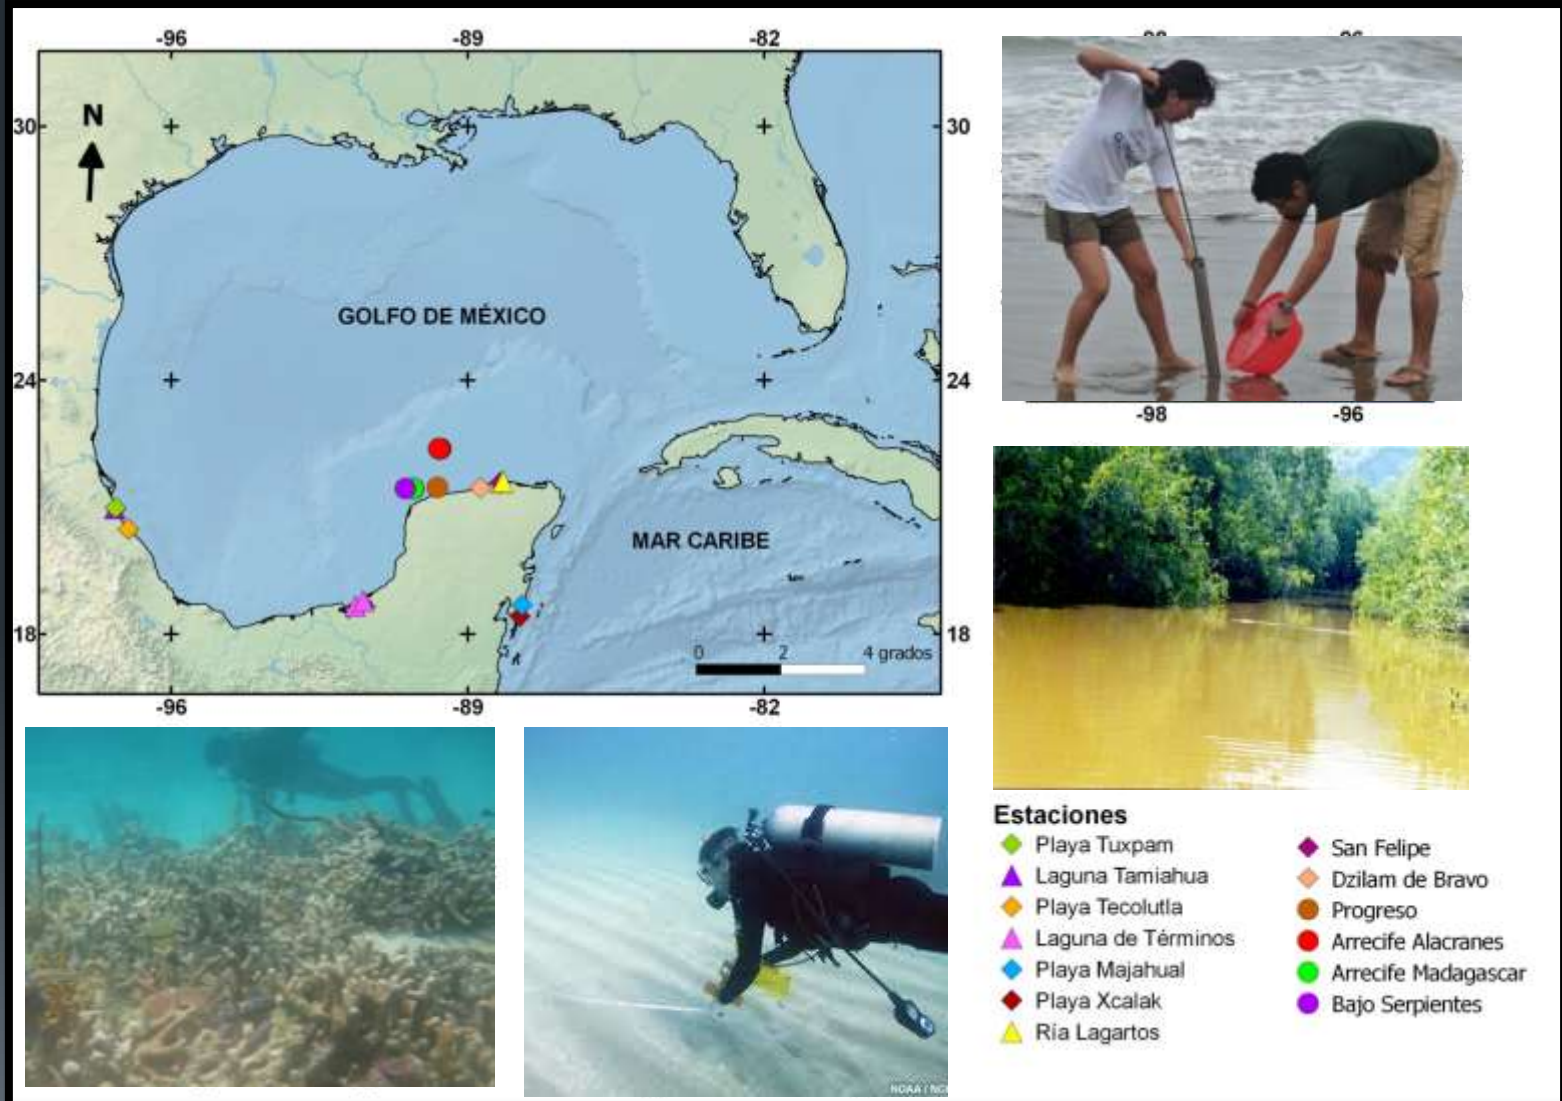 -96 -89 -82
30 N 30
GOLFO DE MÉXICO
24 24
MAR CARIBE
18 18
0 2 4 grados
-96 -89 -82
-98 -96
Estaciones
Playa Tuxpam
Laguna Tamiahua
Playa Tecolutla
Laguna de Términos
Playa Majahual
Playa Xcalak
Ría Lagartos
San Felipe
Dzilam de Bravo
Progreso
Arrecife Alacranes
Arrecife Madagascar
Bajo Serpientes